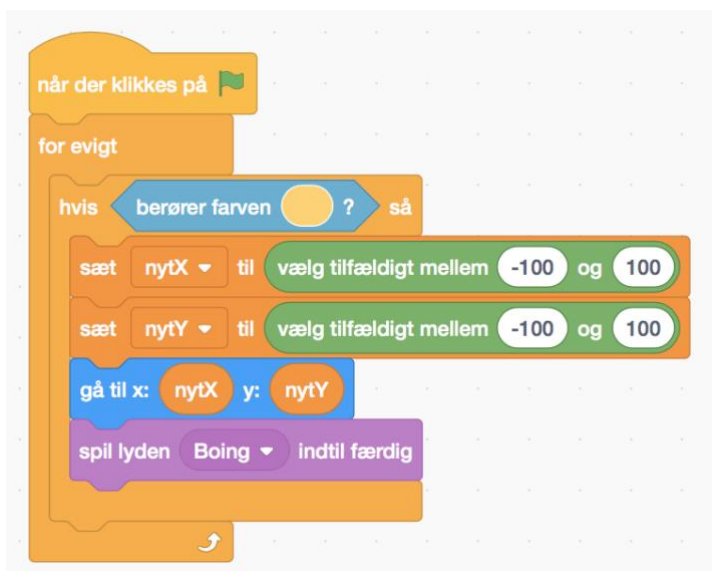 når der klikkes på
for evigt
hvis berører farven ? så
sæt nytX til vælg tilfældigt mellem -100 og 100
sæt nytY til vælg tilfældigt mellem -100 og 100
gå til x: nytX y: nytY
spil lyden Boing indtil færdig